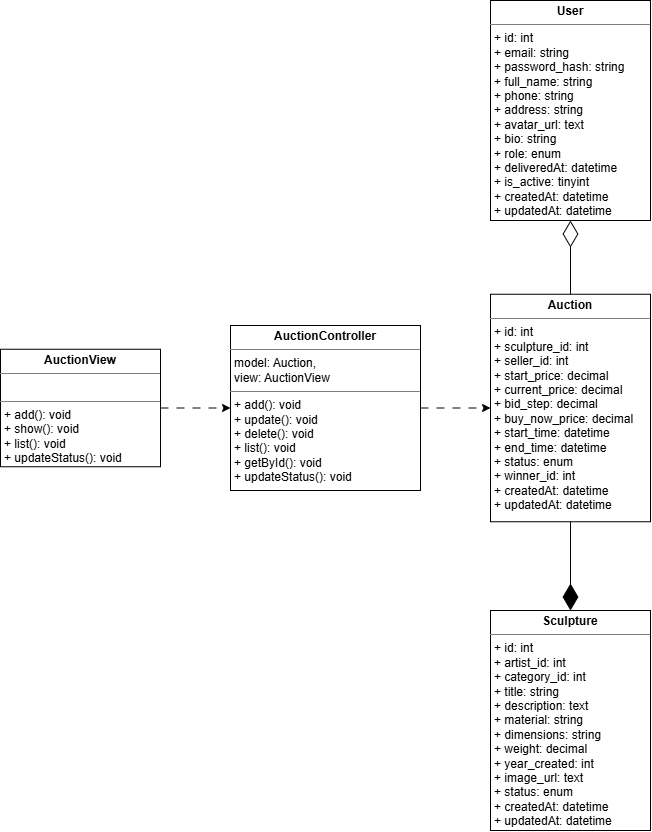 User
+ id: int
+ email: string
+ password_hash: string
+ full_name: string
+ phone: string
+ address: string
+ avatar_url: text
+ bio: string
+ role: enum
+ deliveredAt: datetime
+ is_active: tinyint
+ createdAt: datetime
+ updatedAt: datetime
AuctionView
+ add(): void
+ show(): void
+ list(): void
+ updateStatus(): void
AuctionController
model: Auction,
view: AuctionView
+ add(): void
+ update(): void
+ delete(): void
+ list(): void
+ getById(): void
+ updateStatus(): void
Auction
+ id: int
+ sculpture_id: int
+ seller_id: int
+ start_price: decimal
+ current_price: decimal
+ bid_step: decimal
+ buy_now_price: decimal
+ start_time: datetime
+ end_time: datetime
+ status: enum
+ winner_id: int
+ createdAt: datetime
+ updatedAt: datetime
Sculpture
+ id: int
+ artist_id: int
+ category_id: int
+ title: string
+ description: text
+ material: string
+ dimensions: string
+ weight: decimal
+ year_created: int
+ image_url: text
+ status: enum
+ createdAt: datetime
+ updatedAt: datetime